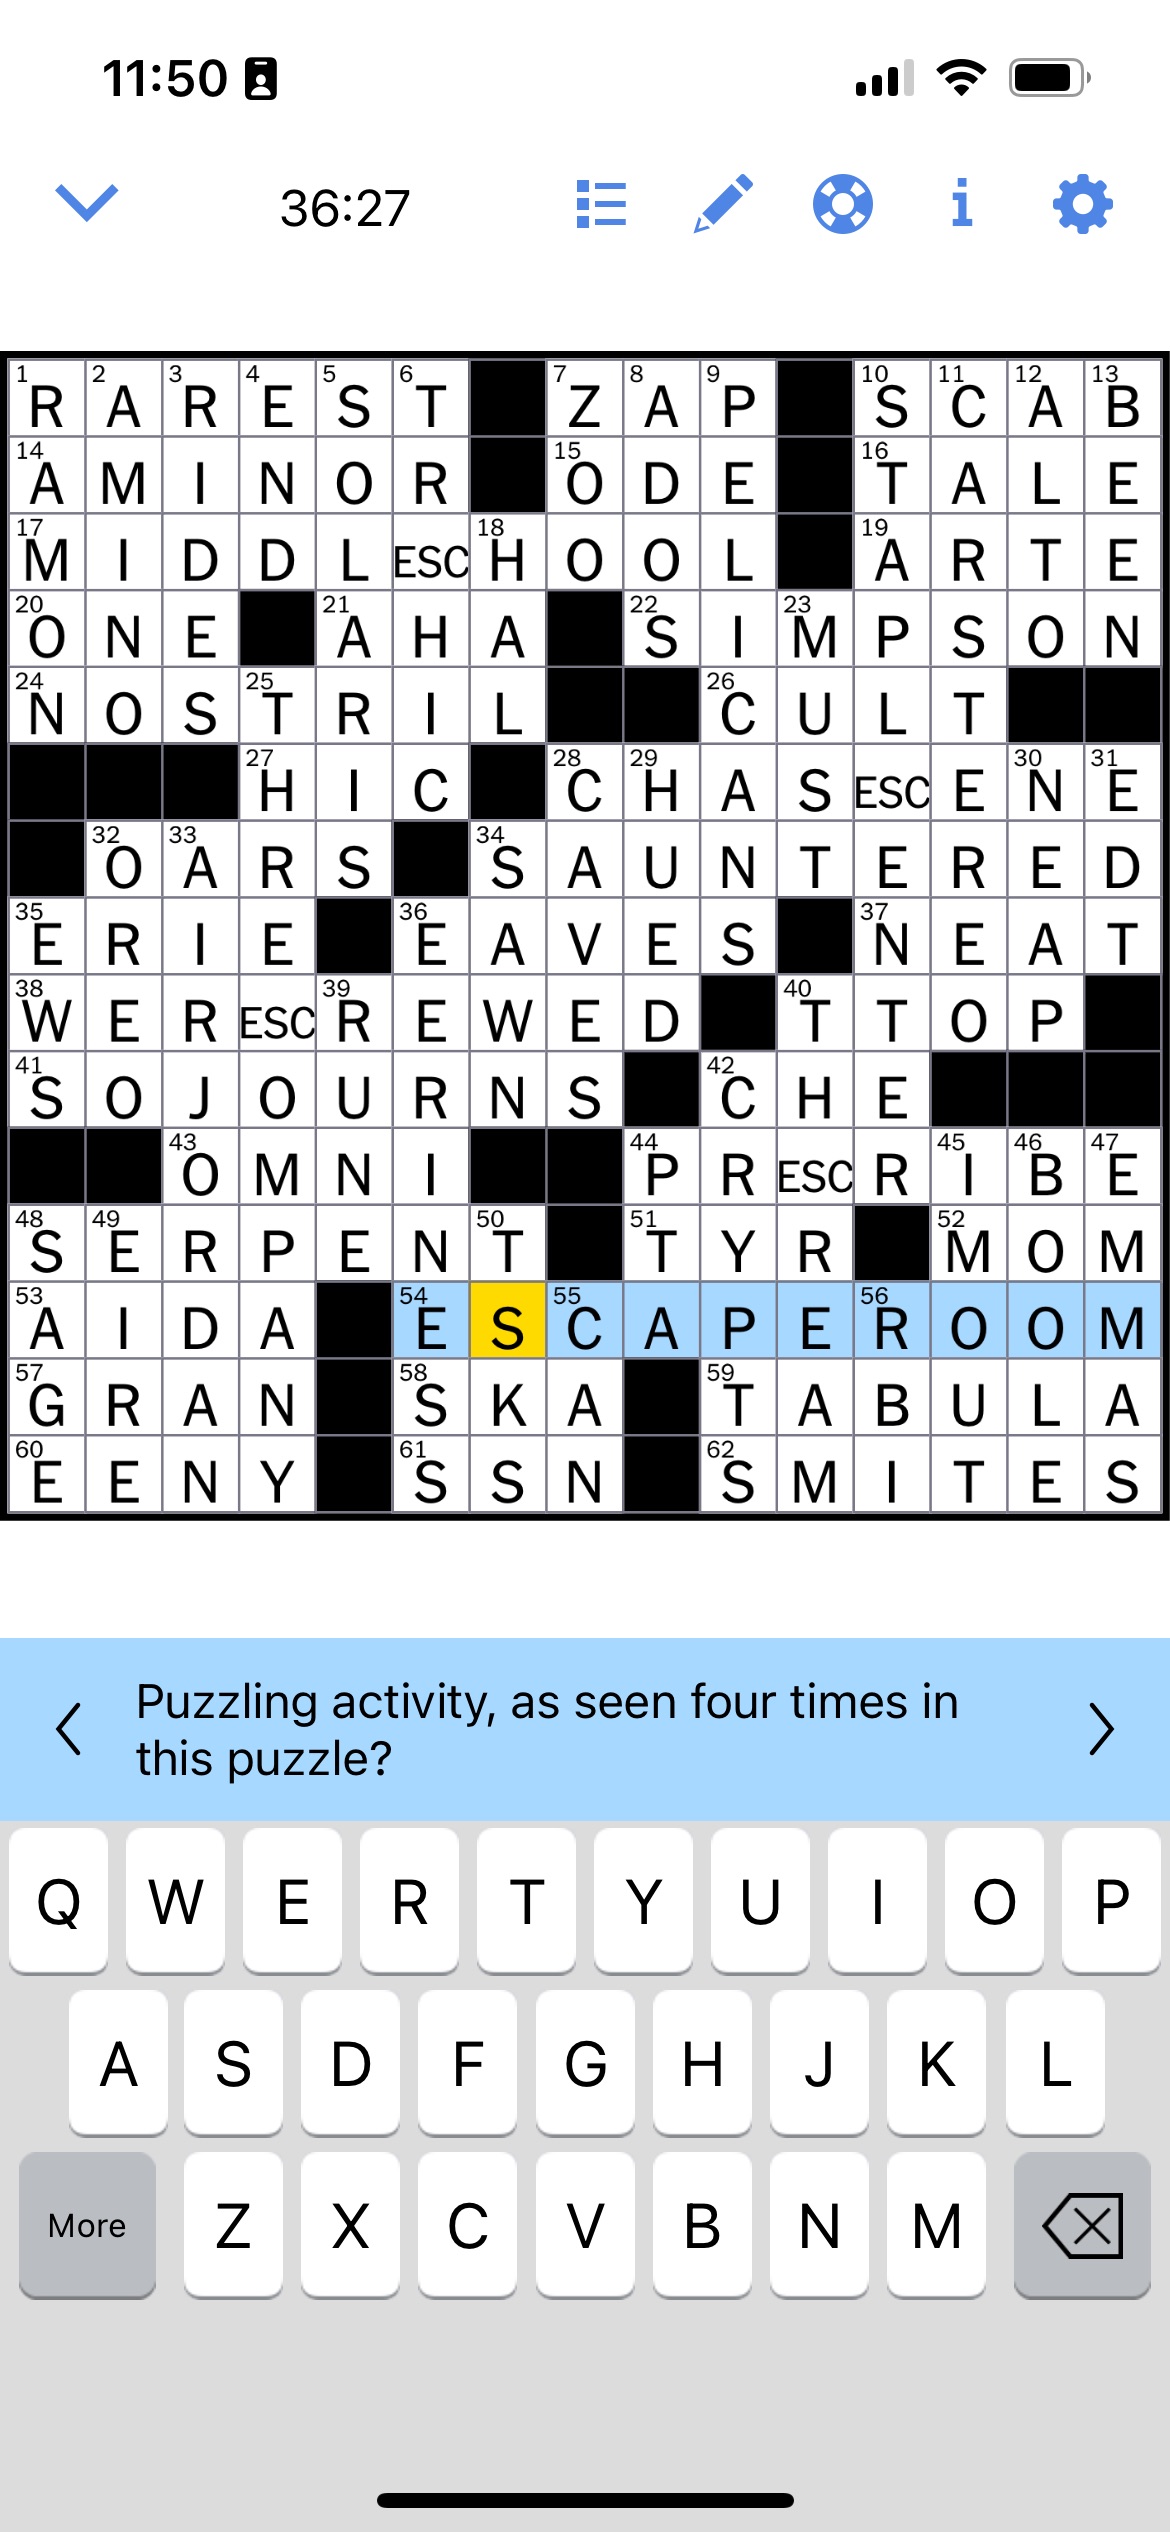 11:50
36:27
1 R 2 A 3 R 4 E 5 S 6 T 7 Z 8 A 9 P 10 S 11 C 12 A 13 B
14 A M I N O R 15 O D E 16 T A L E
17 M I D D L ESC 18 H O O L 19 A R T E
20 O N E 21 A H A 22 S I 23 M P S O N
24 N O S 25 T R I L 26 C U L T
27 H I C 28 C 29 H A S ESC E 30 N 31 E
32 O 33 A R S 34 S A U N T E R E D
35 E R I E 36 E A V E S 37 N E A T
38 W E R ESC 39 R E W E D 40 T T O P
41 S O J O U R N S 42 C H E
43 O M N I 44 P R ESC R 45 I 46 B 47 E
48 S 49 E R P E N 50 T 51 T Y R 52 M O M
53 A I D A 54 E S 55 C A P E 56 R O O M
57 G R A N 58 S K A 59 T A B U L A
60 E E N Y 61 S S N 62 S M I T E S
Puzzling activity, as seen four times in
this puzzle?
Q W E R T Y U I O P
A S D F G H J K L
More Z X C V B N M